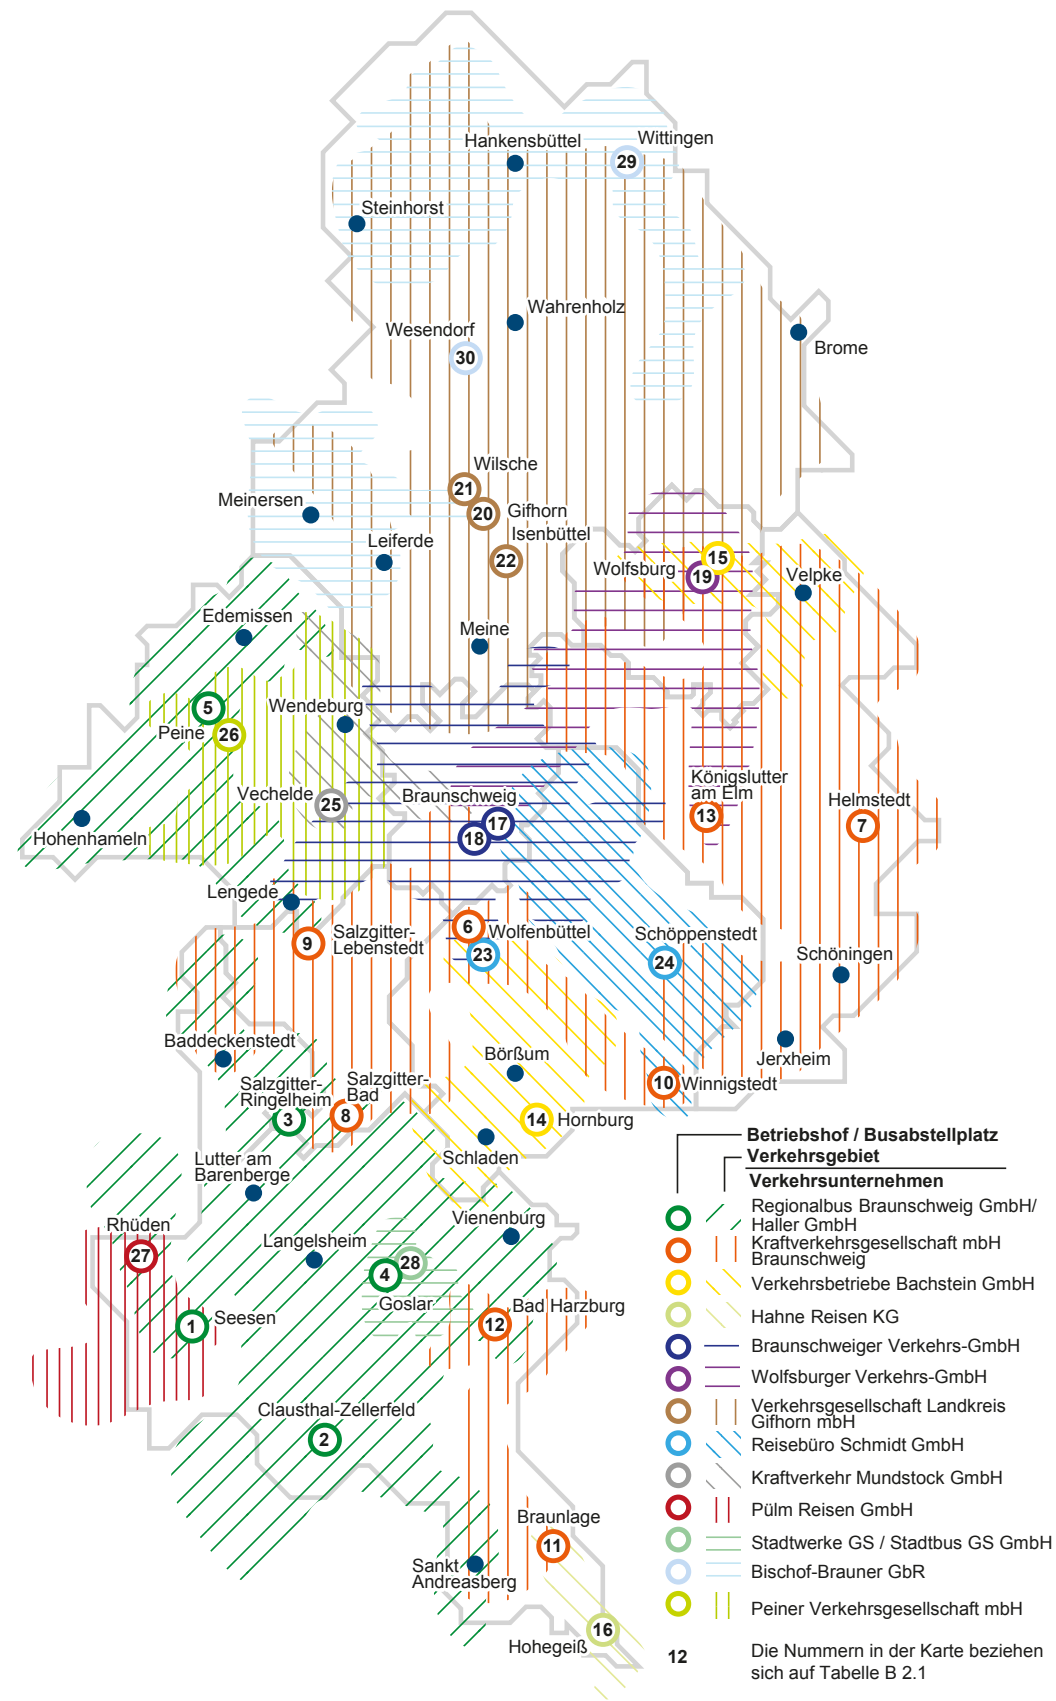 Hankensbüttel
Wittingen
29
Steinhorst
Wahrenholz
Wesendorf
30
Brome
Wilsche
21
Meinersen
20
Gifhorn
Isenbüttel
Leiferde
22
15
Wolfsburg
19
Velpke
Edemissen
Meine
5
Wendeburg
Peine
26
Königslutter
am Elm
Vechelde
25
Braunschweig
17
13
Helmstedt
7
18
Hohenhameln
Lengede
6
Wolfenbüttel
Salzgitter-
Lebenstedt
9
Schöppenstedt
23
24
Schöningen
Baddeckenstedt
Börßum
Jerxheim
Salzgitter-
Ringelheim
Salzgitter-
Bad
10
Winnigstedt
3
8
14
Hornburg
Schladen
Lutter am
Barenberge
Rhüden
Vienenburg
27
Langelsheim
28
4
Goslar
Bad Harzburg
1
Seesen
12
Clausthal-Zellerfeld
2
Braunlage
11
Sankt
Andreasberg
16
Hohegeiß
Betriebshof / Busabstellplatz
Verkehrsgebiet
Verkehrsunternehmen
Regionalbus Braunschweig GmbH/
Haller GmbH
Kraftverkehrsgesellschaft mbH
Braunschweig
Verkehrsbetriebe Bachstein GmbH
Hahne Reisen KG
Braunschweiger Verkehrs-GmbH
Wolfsburger Verkehrs-GmbH
Verkehrsgesellschaft Landkreis
Gifhorn mbH
Reisebüro Schmidt GmbH
Kraftverkehr Mundstock GmbH
Pülm Reisen GmbH
Stadtwerke GS / Stadtbus GS GmbH
Bischof-Brauner GbR
Peiner Verkehrsgesellschaft mbH
12
Die Nummern in der Karte beziehen
sich auf Tabelle B 2.1